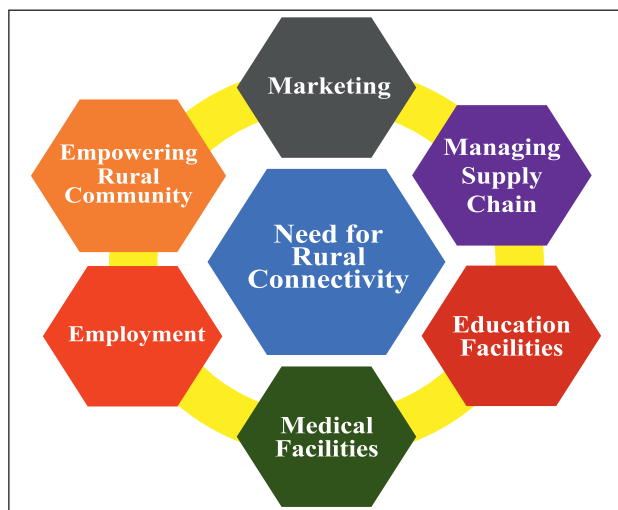 Marketing
Managing
Supply
Chain
Education
Facilities
Medical
Facilities
Employment
Empowering
Rural
Community
Need for
Rural
Connectivity